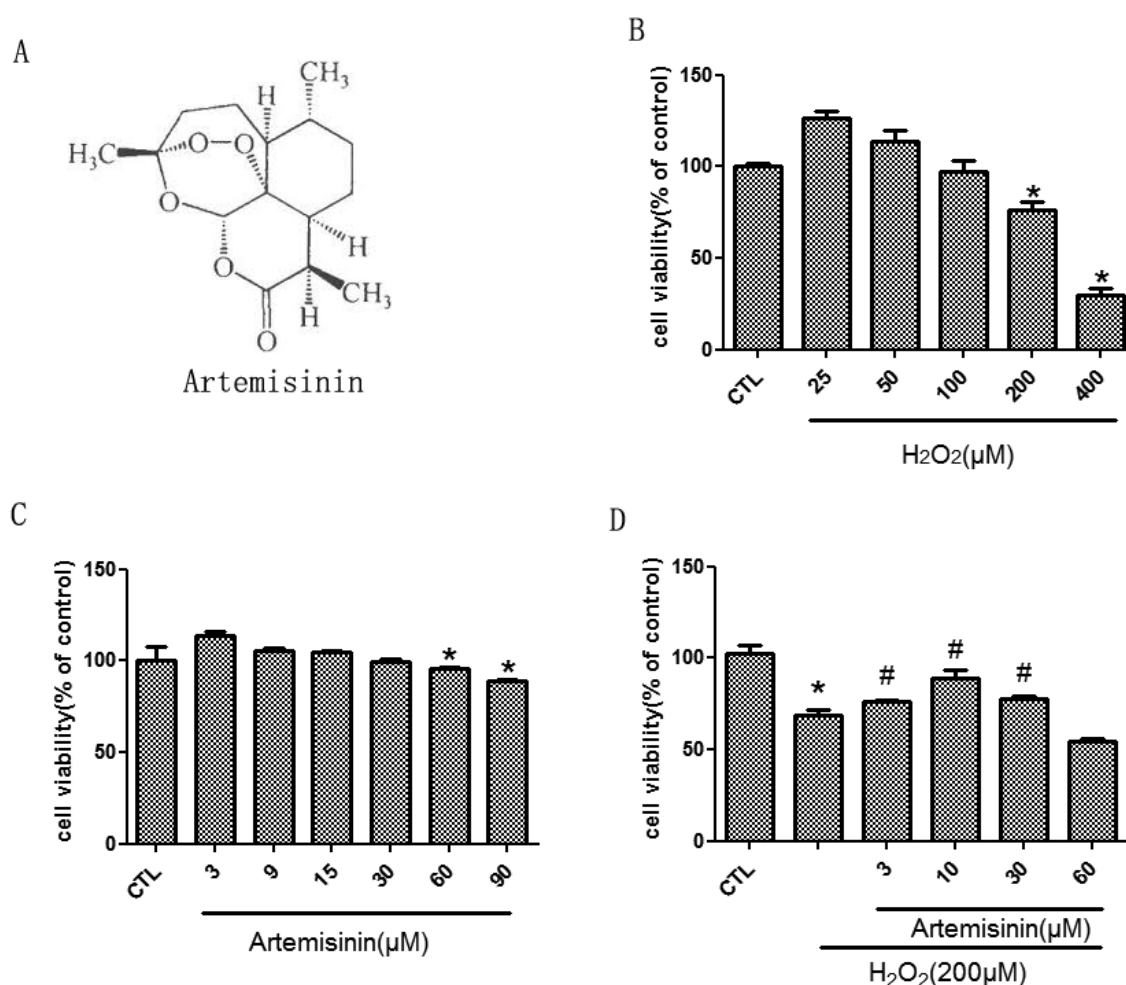 A
CH3
H
H3C
O
O
O
H
O
CH3
H
O
Artemisinin
B
cell viability(% of control)
150
100
50
0
*
*
CTL
25
50
100
200
400
H2O2(µM)
C
cell viability(% of control)
150
100
50
0
*
*
CTL
3
9
15
30
60
90
Artemisinin(µM)
D
cell viability(% of control)
150
100
50
0
*
#
#
#
CTL
3
10
30
60
Artemisinin(µM)
H2O2(200µM)